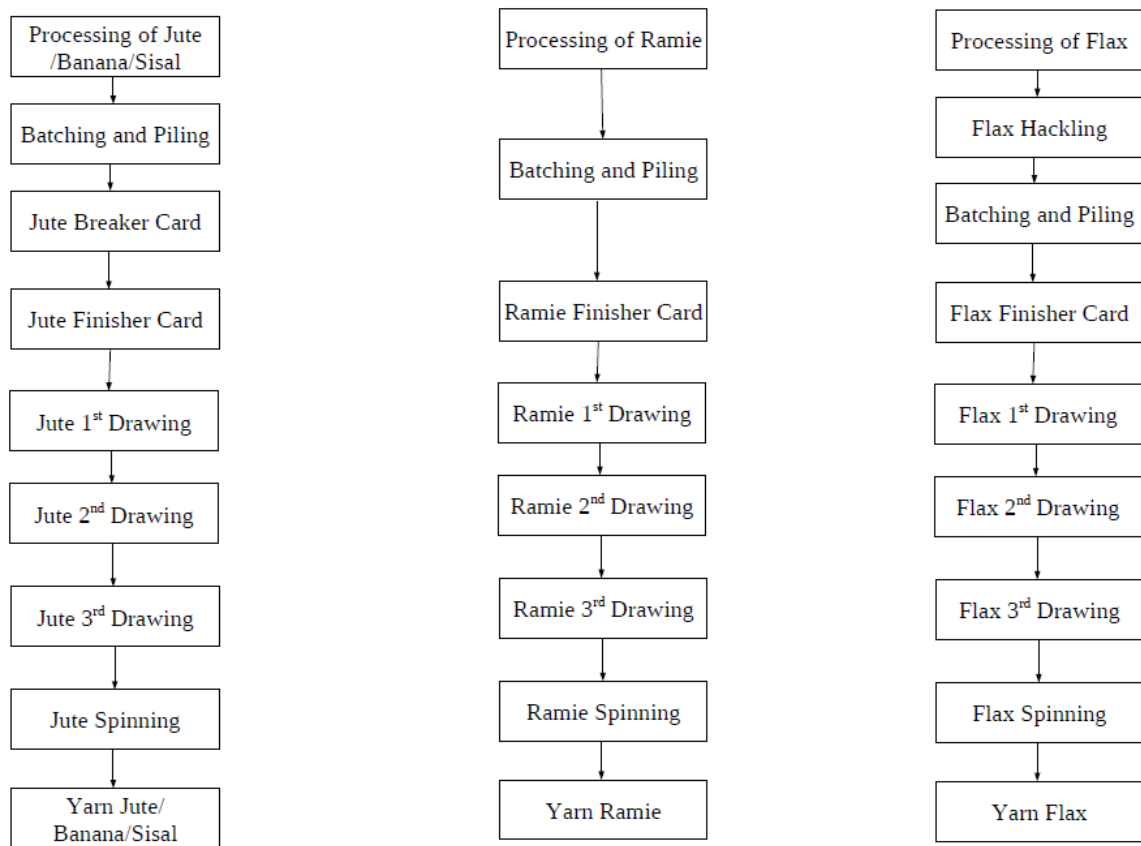 Processing of Jute
/Banana/Sisal
Batching and Piling
Jute Breaker Card
Jute Finisher Card
Jute 1st Drawing
Jute 2nd Drawing
Jute 3rd Drawing
Jute Spinning
Yarn Jute/
Banana/Sisal
Processing of Ramie
Batching and Piling
Ramie Finisher Card
Ramie 1st Drawing
Ramie 2nd Drawing
Ramie 3rd Drawing
Ramie Spinning
Yarn Ramie
Processing of Flax
Flax Hackling
Batching and Piling
Flax Finisher Card
Flax 1st Drawing
Flax 2nd Drawing
Flax 3rd Drawing
Flax Spinning
Yarn Flax